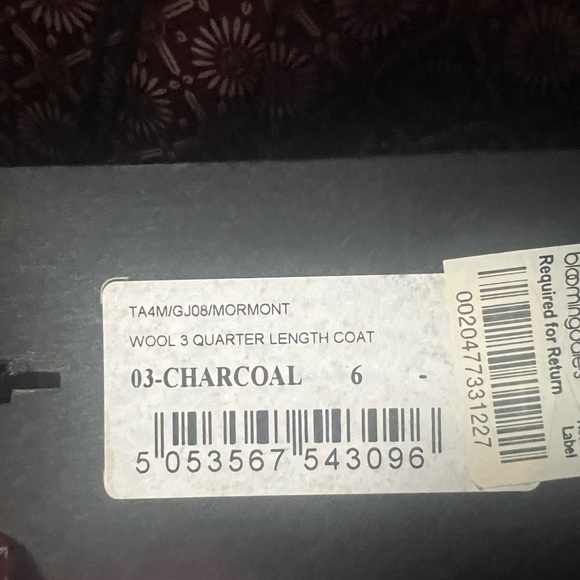 TA4M/GJ08/MORMONT
WOOL 3 QUARTER LENGTH COAT
03-CHARCOAL 6 -
5 053567 543096
bloomingdales
Required for Return
Label
0020477331227